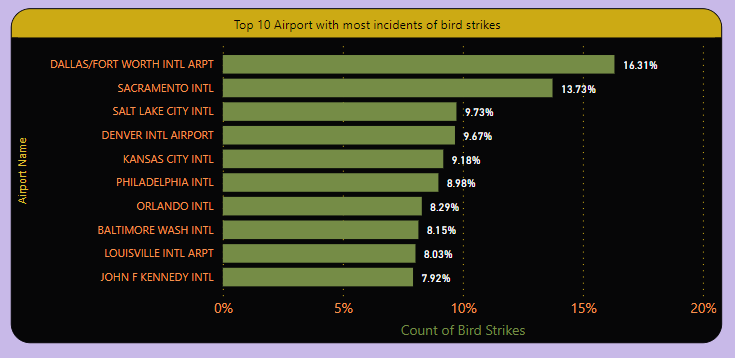 Top 10 Airport with most incidents of bird strikes
Airport Name
DALLAS/FORT WORTH INTL ARPT 16.31%
SACRAMENTO INTL 13.73%
SALT LAKE CITY INTL 9.73%
DENVER INTL AIRPORT 9.67%
KANSAS CITY INTL 9.18%
PHILADELPHIA INTL 8.98%
ORLANDO INTL 8.29%
BALTIMORE WASH INTL 8.15%
LOUISVILLE INTL ARPT 8.03%
JOHN F KENNEDY INTL 7.92%
0% 5% 10% 15% 20%
Count of Bird Strikes